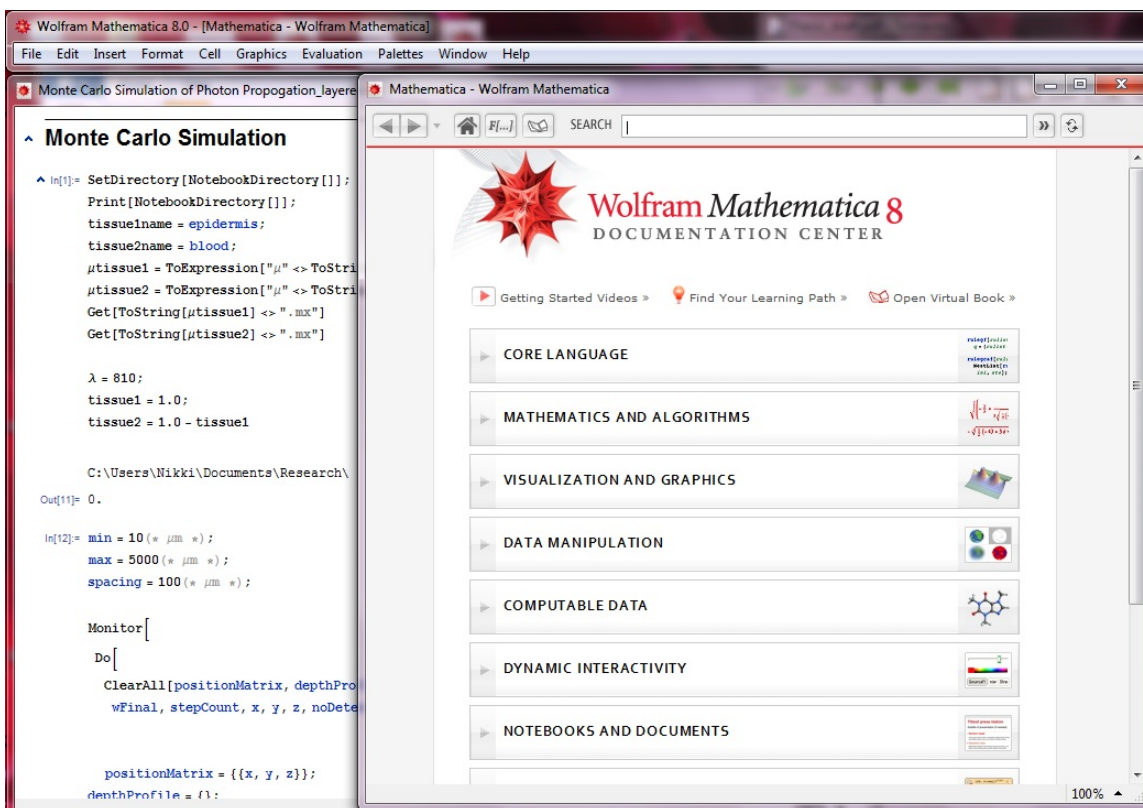 Wolfram Mathematica 8.0 - [Mathematica - Wolfram Mathematica]
File Edit Insert Format Cell Graphics Evaluation Palettes Window Help
Monte Carlo Simulation of Photon Propogation_layere
Monte Carlo Simulation
In[1]:= SetDirectory[NotebookDirectory[]];
Print[NotebookDirectory[]];
tissue1name = epidermis;
tissue2name = blood;
μtissue1 = ToExpression["μ" <> ToStri
μtissue2 = ToExpression["μ" <> ToStri
Get[ToString[μtissue1] <> ".mx"]
Get[ToString[μtissue2] <> ".mx"]
λ = 810;
tissue1 = 1.0;
tissue2 = 1.0 - tissue1
C:\Users\Nikki\Documents\Research\
Out[11]= 0.
In[12]:= min = 10 (* μm *);
max = 5000 (* μm *);
spacing = 100 (* μm *);
Monitor[
Do[
ClearAll[positionMatrix, depthPro
wFinal, stepCount, x, y, z, noDete
positionMatrix = {{x, y, z}};
depthProfile = {};
Mathematica - Wolfram Mathematica
F[...] SEARCH
Wolfram Mathematica 8
DOCUMENTATION CENTER
Getting Started Videos » Find Your Learning Path » Open Virtual Book »
CORE LANGUAGE
MATHEMATICS AND ALGORITHMS
VISUALIZATION AND GRAPHICS
DATA MANIPULATION
COMPUTABLE DATA
DYNAMIC INTERACTIVITY
NOTEBOOKS AND DOCUMENTS
100%